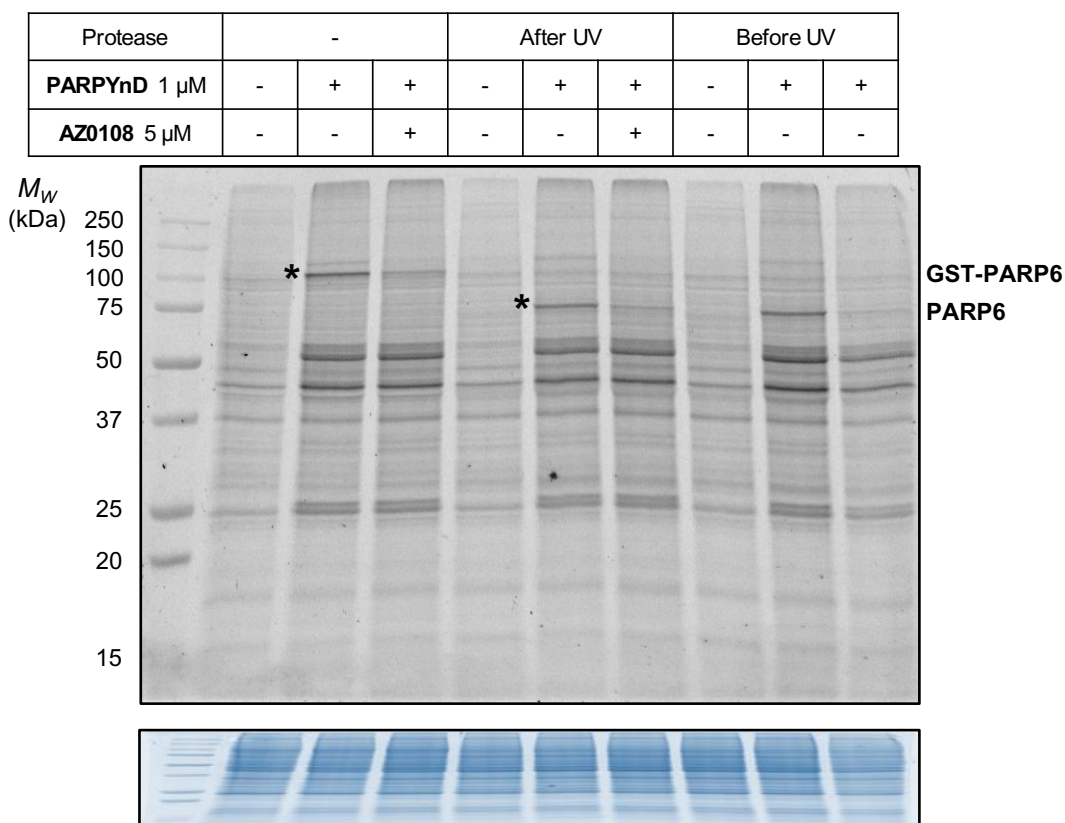 Protease - After UV Before UV
PARPYnD 1 µM - + + - + + - + +
AZ0108 5 µM - - + - - + - - -
MW
(kDa)
250
150
100
75
50
37
25
20
15
*
*
GST-PARP6
PARP6